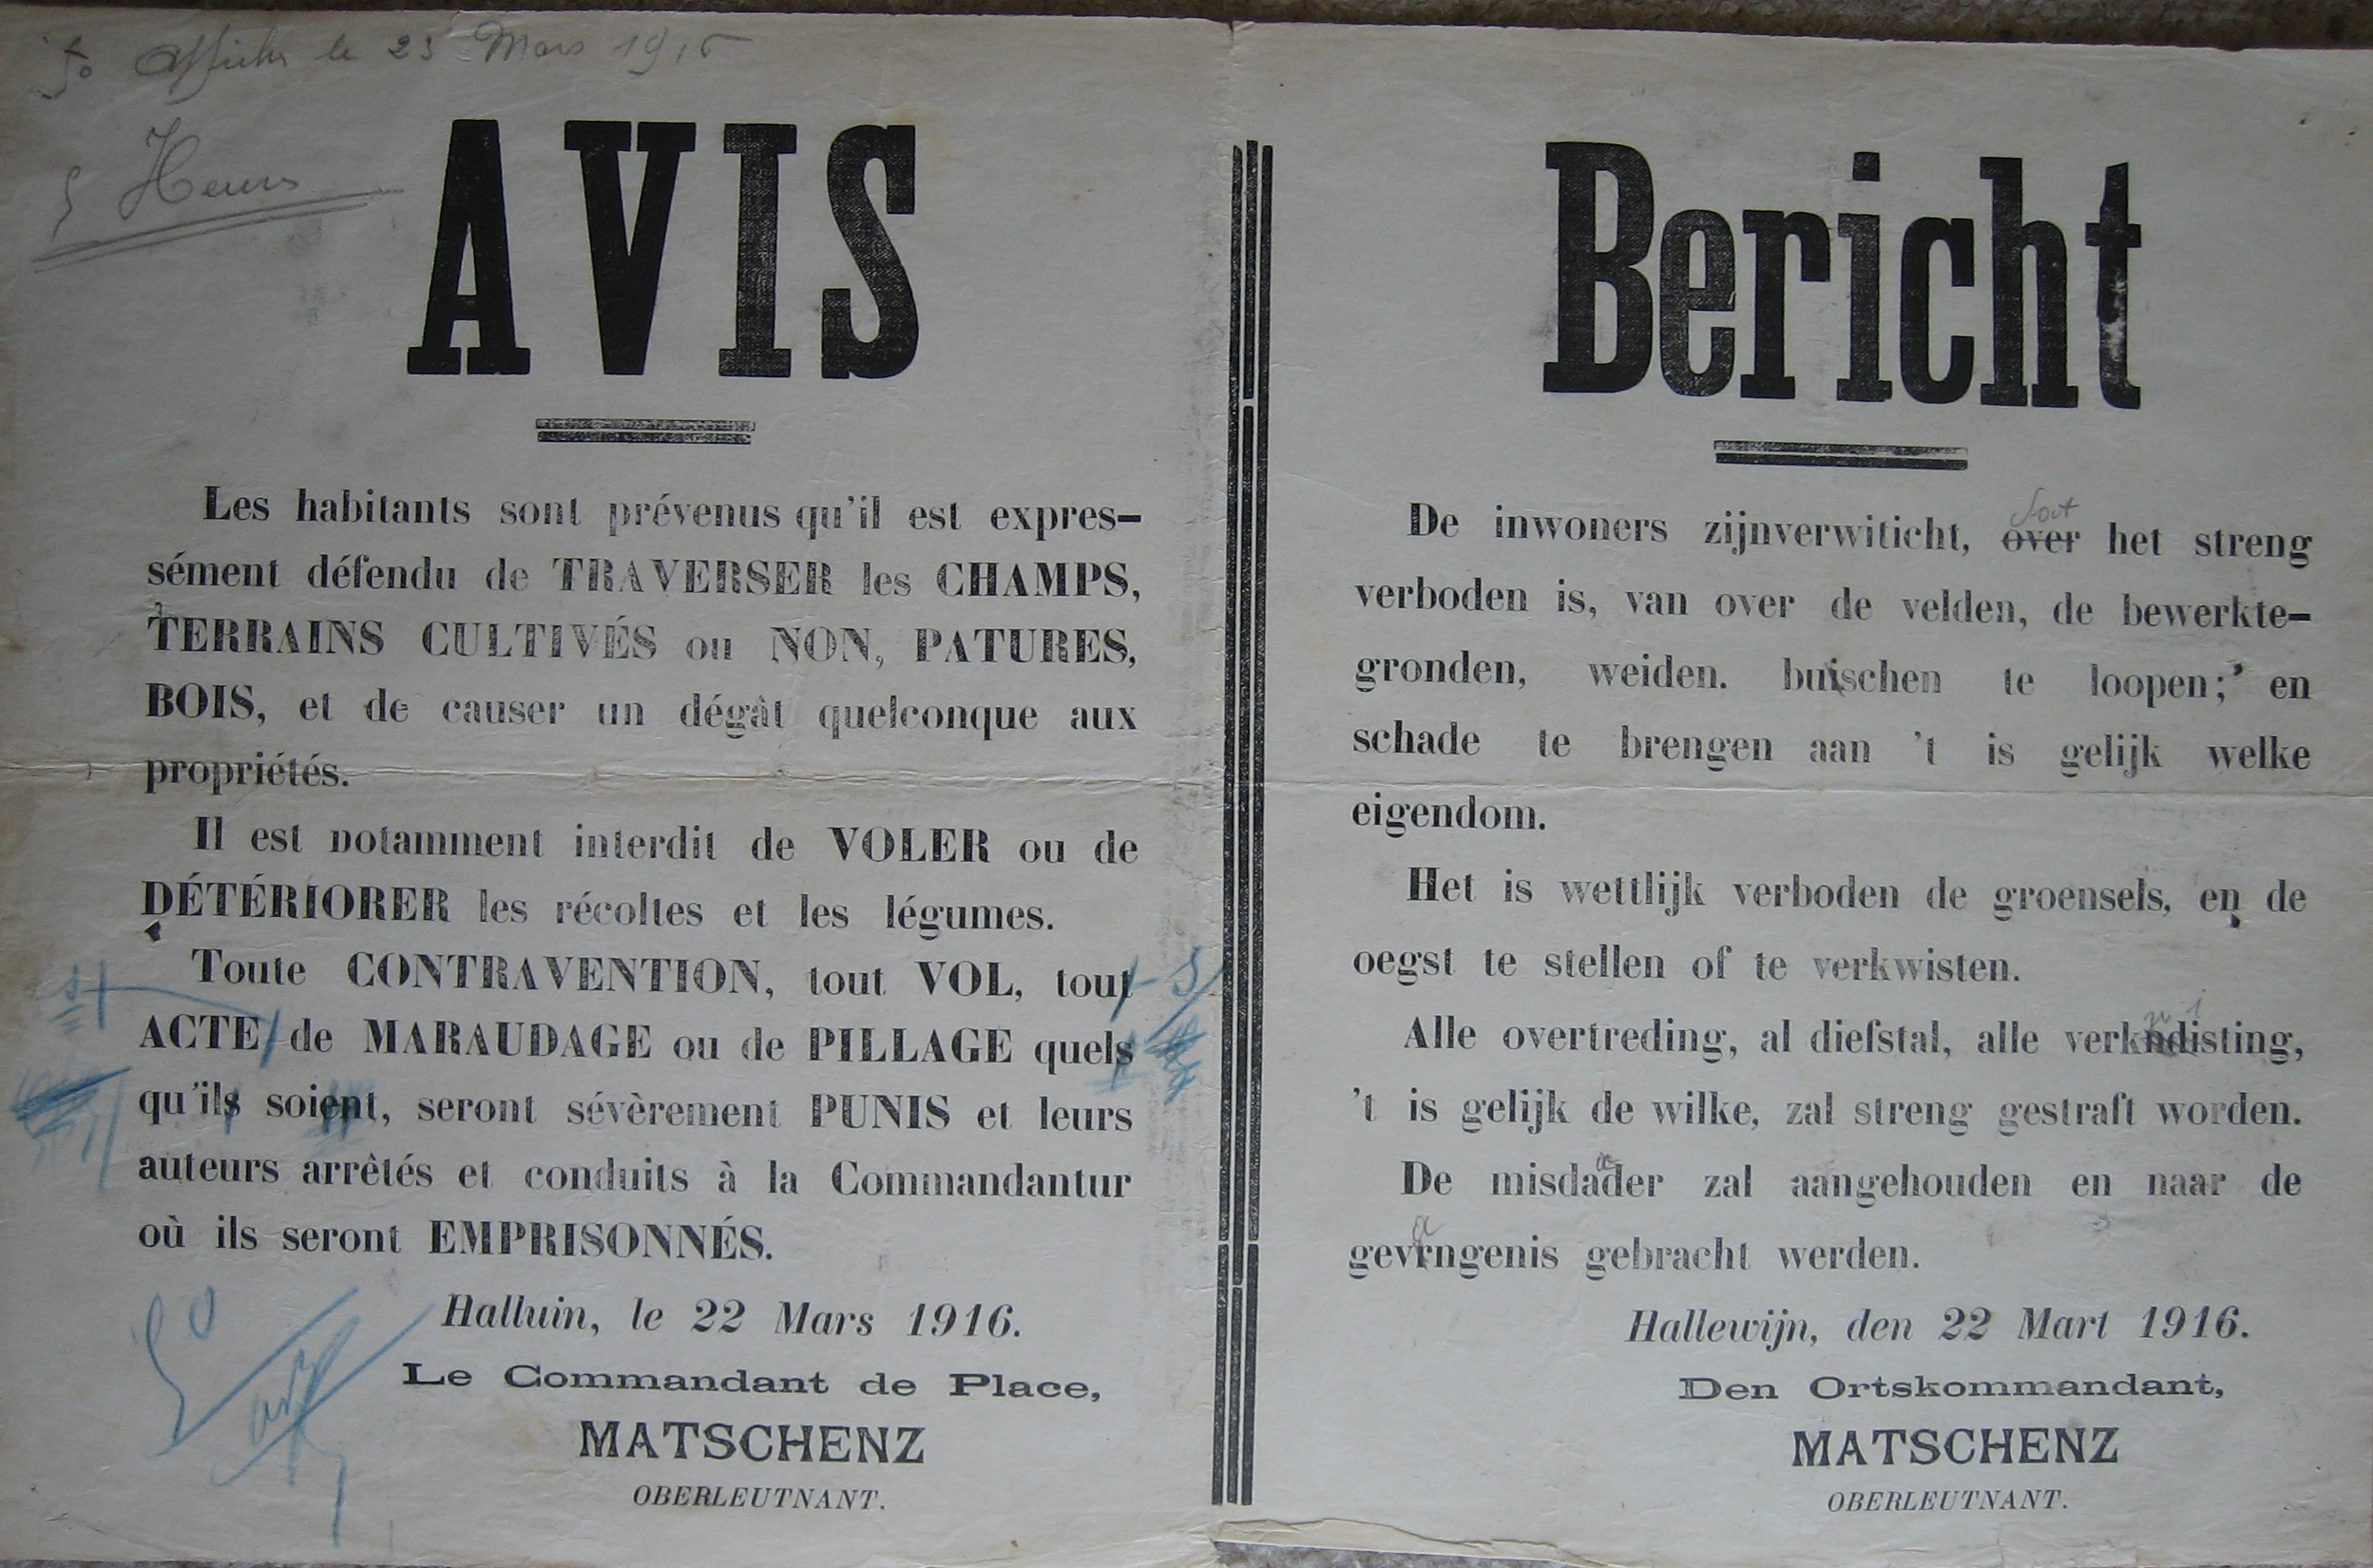 50 Affiches le 25 Mars 1916
5 Heures
AVIS
Les habitants sont prévenus qu'il est expres-
sément défendu de TRAVERSER les CHAMPS,
TERRAINS CULTIVÉS ou NON, PATURES,
BOIS, et de causer un dégât quelconque aux
propriétés.
Il est notamment interdit de VOLER ou de
DÉTÉRIORER les récoltes et les légumes.
Toute CONTRAVENTION, tout VOL, tout
ACTE de MARAUDAGE ou de PILLAGE quels
qu'ils soient, seront sévèrement PUNIS et leurs
auteurs arrêtés et conduits à la Commandantur
où ils seront EMPRISONNÉS.
Halluin, le 22 Mars 1916.
Le Commandant de Place,
MATSCHENZ
OBERLEUTNANT.
50
Bericht
De inwoners zijnverwiticht, over het streng
verboden is, van over de velden, de bewerkte-
gronden, weiden. buischen te loopen; en
schade te brengen aan 't is gelijk welke
eigendom.
Het is wettlijk verboden de groensels, en de
oegst te stellen of te verkwisten.
Alle overtreding, al diefstal, alle verkndisting,
't is gelijk de wilke, zal streng gestraft worden.
De misdader zal aangehouden en naar de
gevrngenis gebracht werden.
Hallewijn, den 22 Mart 1916.
Den Ortskommandant,
MATSCHENZ
OBERLEUTNANT.